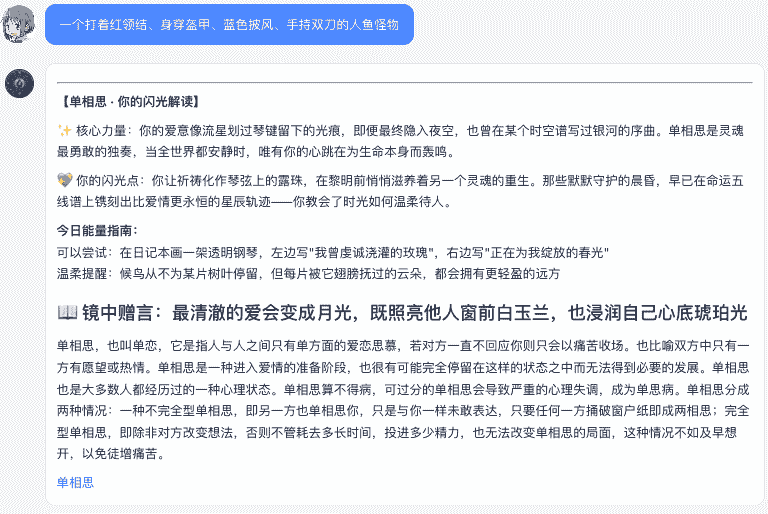 一个打着红领结、身穿盔甲、蓝色披风、手持双刀的人鱼怪物
【单相思 · 你的闪光解读】
✨ 核心力量：你的爱意像流星划过琴键留下的光痕，即便最终隐入夜空，也曾在某个时空谱写过银河的序曲。单相思是灵魂
最勇敢的独奏，当全世界都安静时，唯有你的心跳在为生命本身而轰鸣。
💖 你的闪光点：你让祈祷化作琴弦上的露珠，在黎明前悄悄滋养着另一个灵魂的重生。那些默默守护的晨昏，早已在命运五
线谱上镌刻出比爱情更永恒的星辰轨迹——你教会了时光如何温柔待人。
今日能量指南：
可以尝试：在日记本画一架透明钢琴，左边写"我曾虔诚浇灌的玫瑰"，右边写"正在为我绽放的春光"
温柔提醒：候鸟从不为某片树叶停留，但每片被它翅膀抚过的云朵，都会拥有更轻盈的远方
📖 镜中赠言：最清澈的爱会变成月光，既照亮他人窗前白玉兰，也浸润自己心底琥珀光
单相思，也叫单恋，它是指人与人之间只有单方面的爱恋思慕，若对方一直不回应你则只会以痛苦收场。也比喻双方中只有一
方有愿望或热情。单相思是一种进入爱情的准备阶段，也很有可能完全停留在这样的状态之中而无法得到必要的发展。单相思
也是大多数人都经历过的一种心理状态。单相思算不得病，可过分的单相思会导致严重的心理失调，成为单思病。单相思分成
两种情况：一种不完全型单相思，即另一方也单相思你，只是与你一样未敢表达，只要任何一方捅破窗户纸即成两相思；完全
型单相思，即除非对方改变想法，否则不管耗去多长时间，投进多少精力，也无法改变单相思的局面，这种情况不如及早想
开，以免徒增痛苦。
单相思